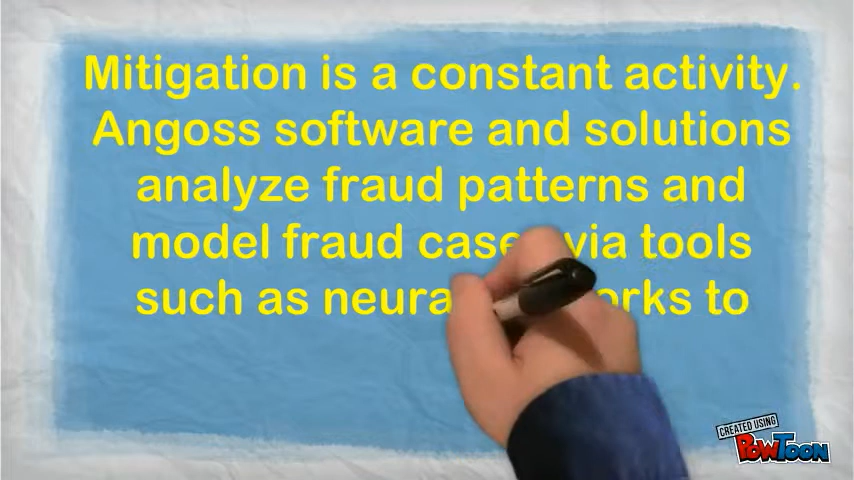 Mitigation is a constant activity.
Angoss software and solutions
analyze fraud patterns and
model fraud via tools
such as to
CREATED USING
POWTOON